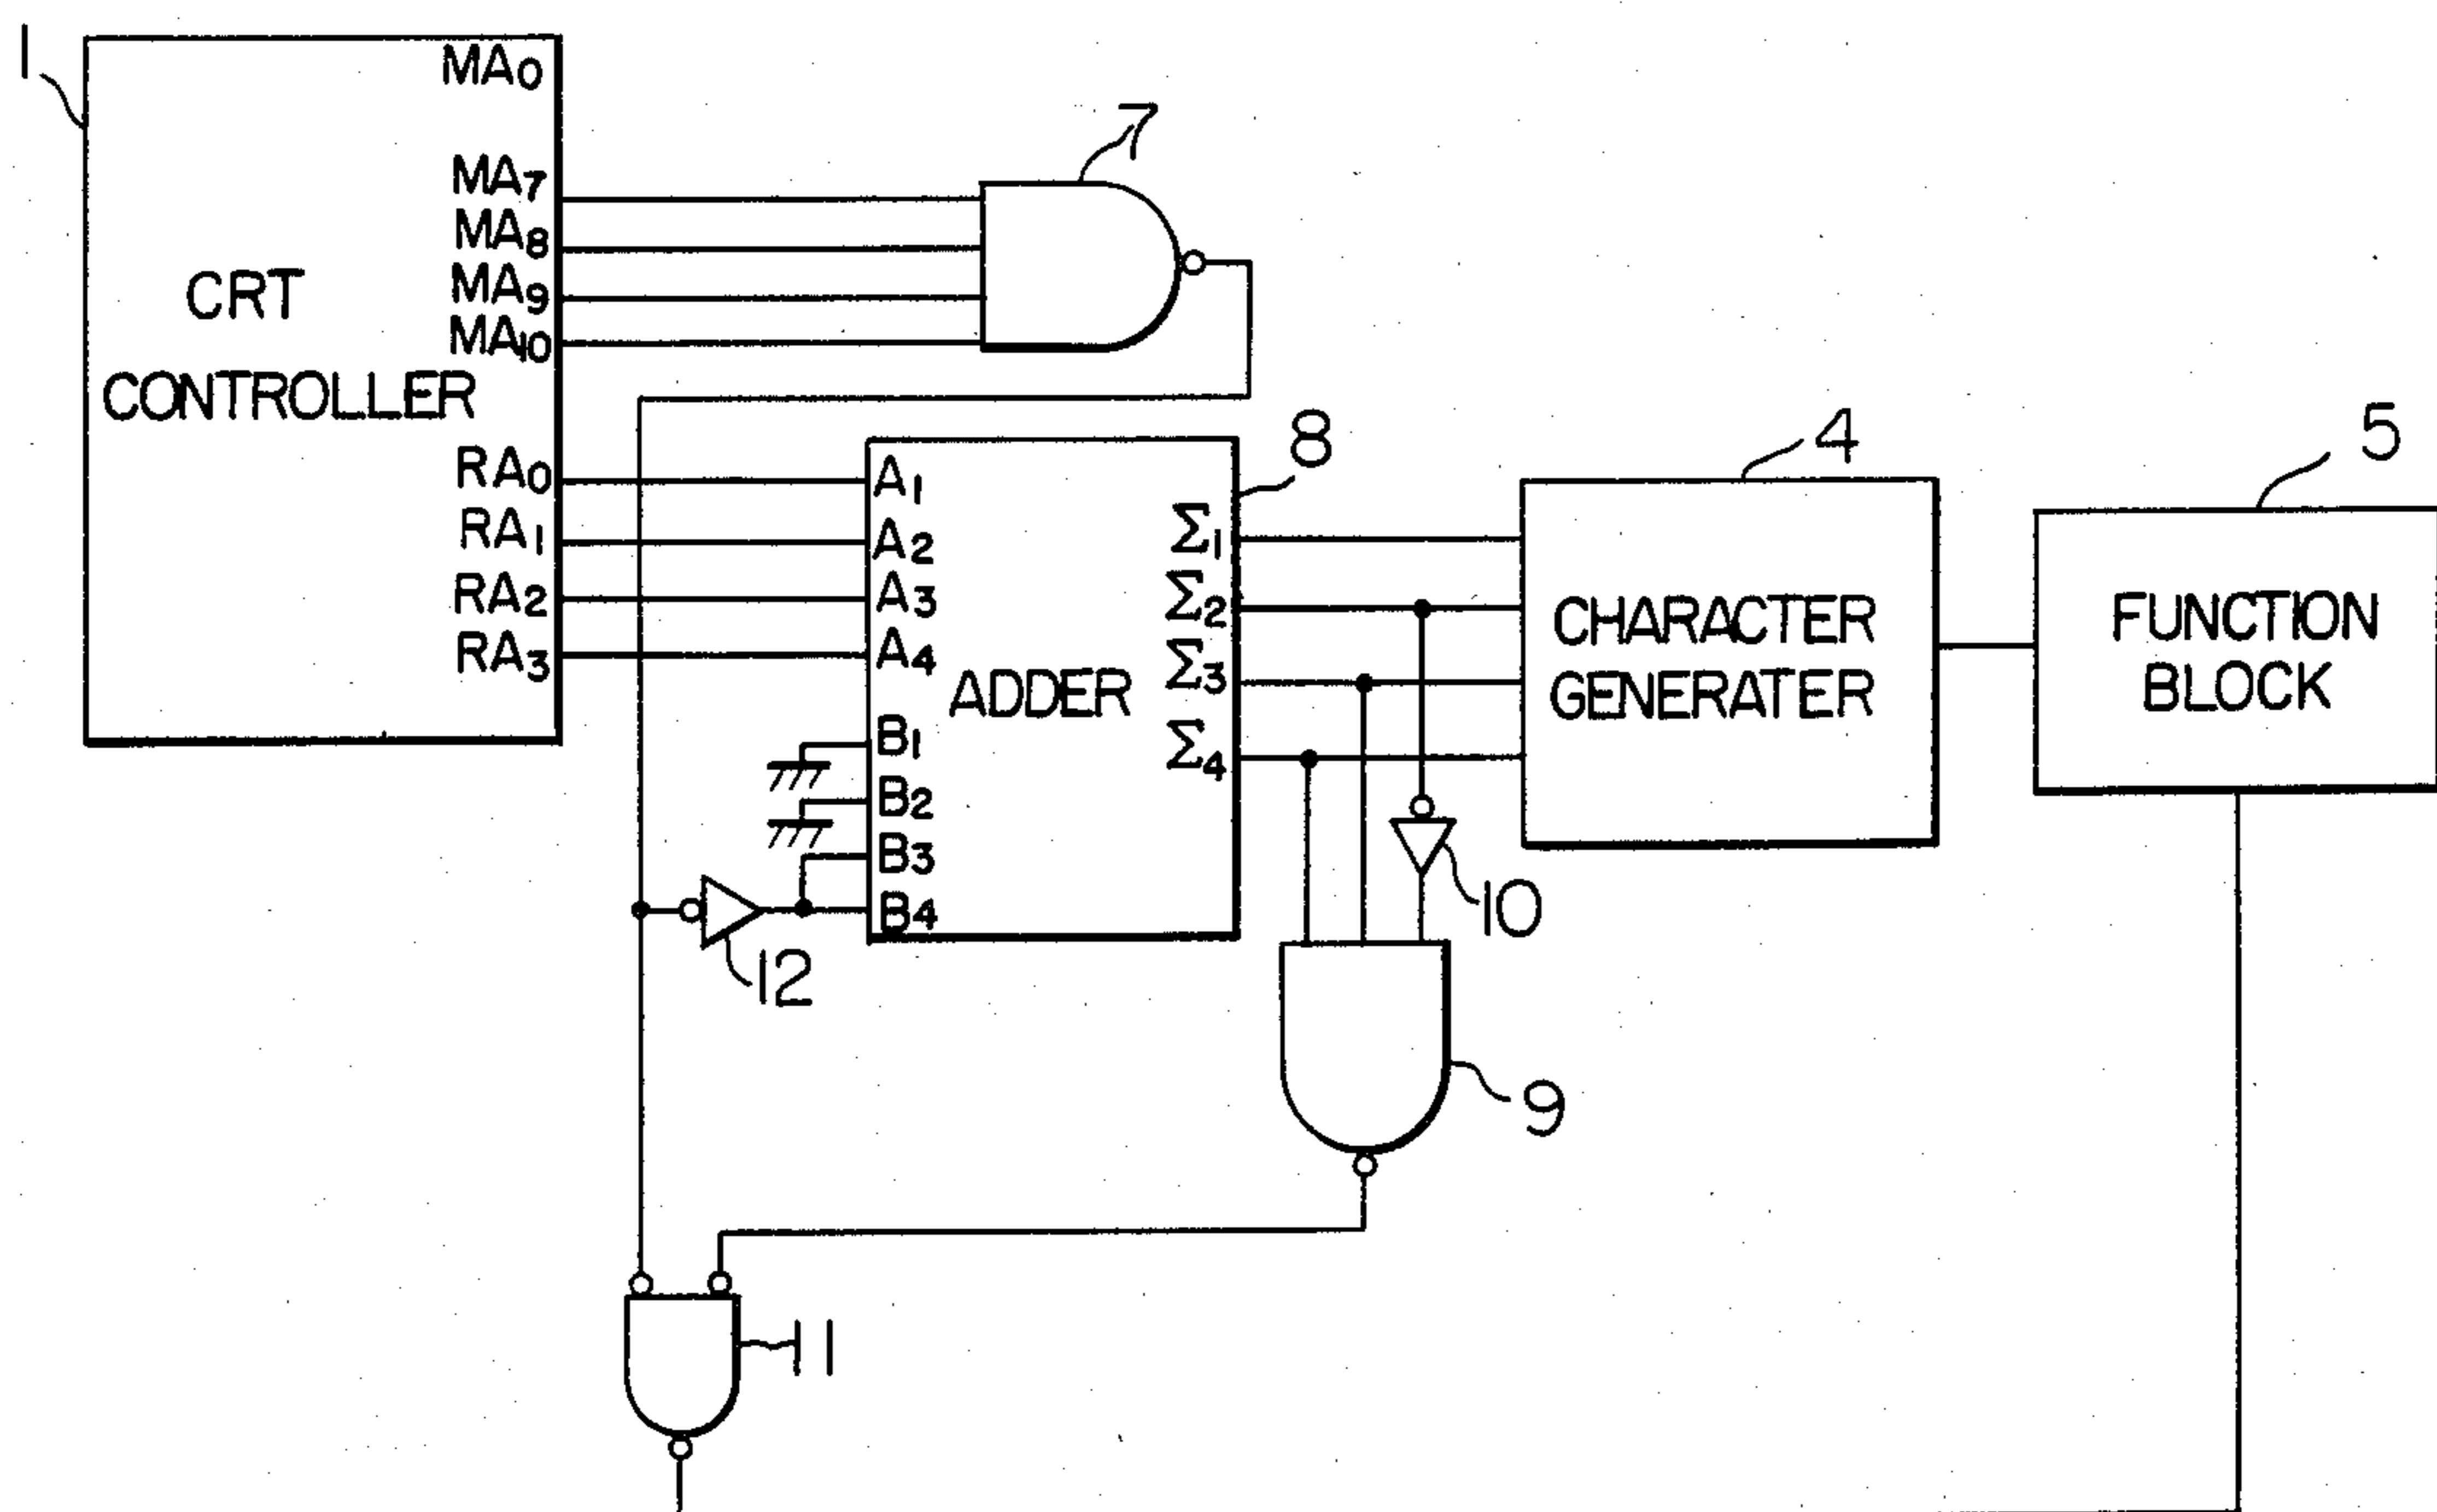 1
MA0
MA7
MA8
MA9
MA10
CRT
CONTROLLER
RA0
RA1
RA2
RA3
7
8
A1
A2
A3
A4
B1
B2
B3
B4
ADDER
Σ1
Σ2
Σ3
Σ4
4
CHARACTER
GENERATER
5
FUNCTION
BLOCK
10
12
9
11